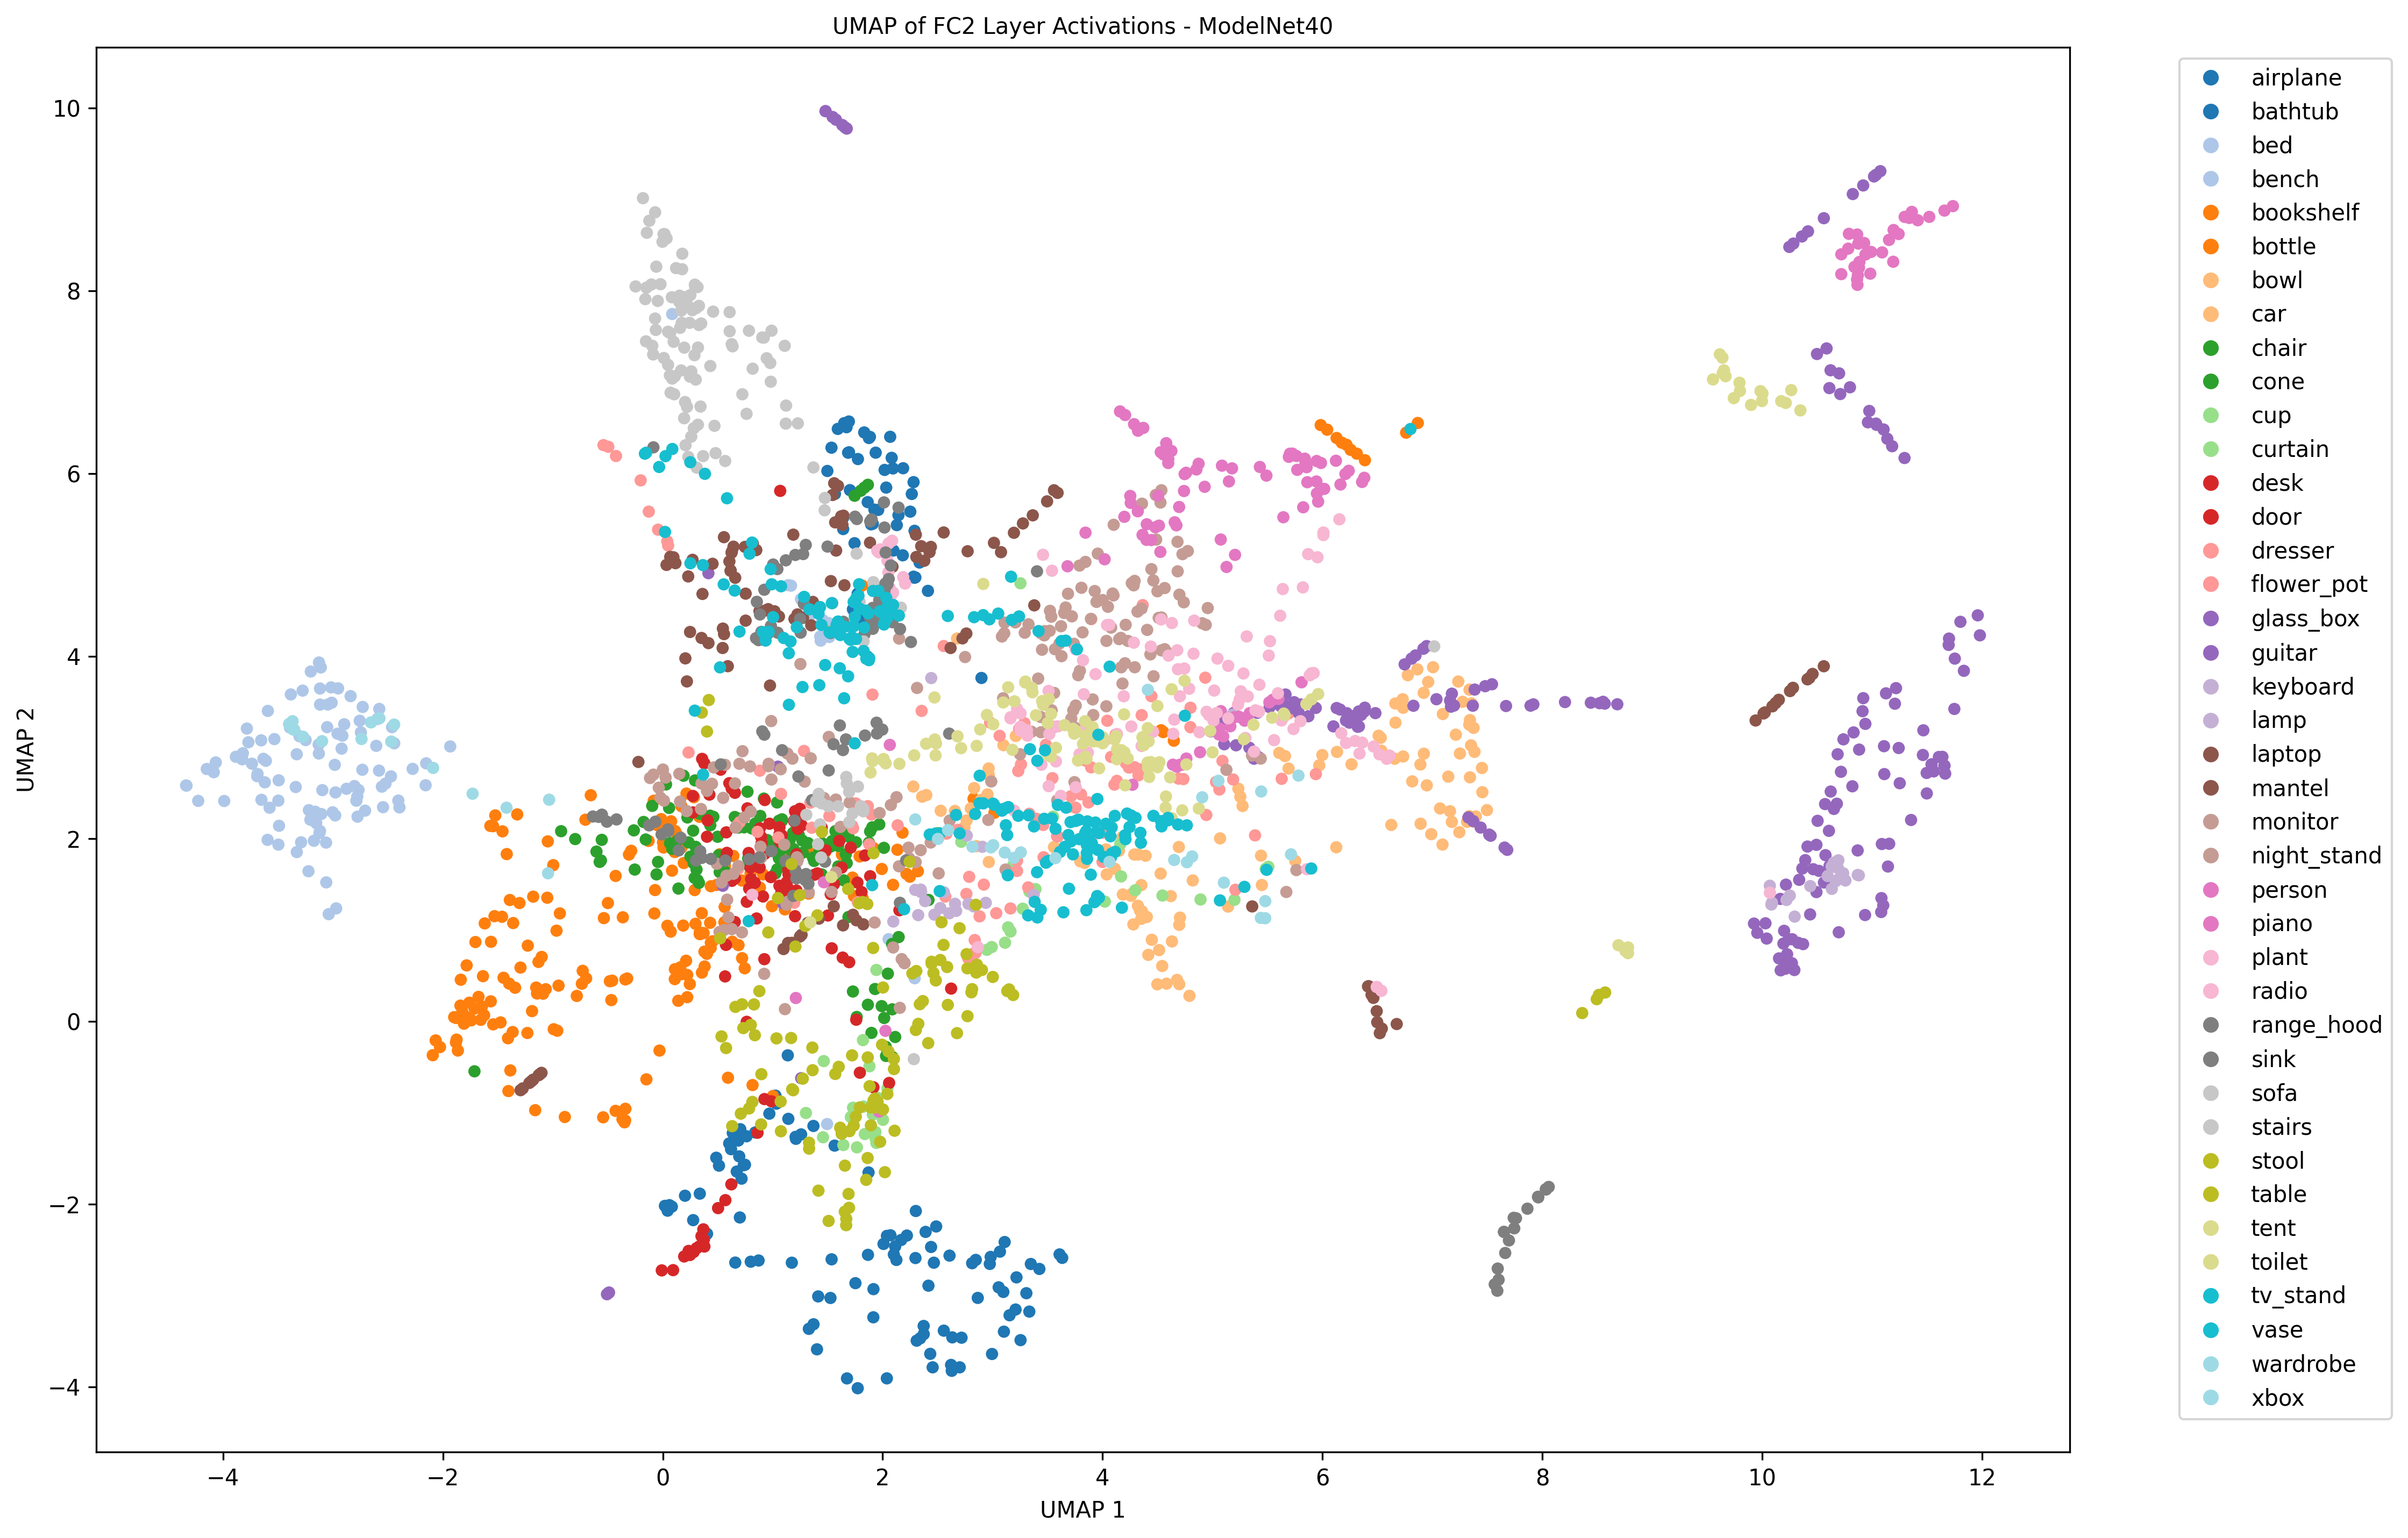 UMAP of FC2 Layer Activations - ModelNet40
10
8
6
4
2
0
−2
−4
UMAP 2
−4
−2
0
2
4
6
8
10
12
UMAP 1
airplane
bathtub
bed
bench
bookshelf
bottle
bowl
car
chair
cone
cup
curtain
desk
door
dresser
flower_pot
glass_box
guitar
keyboard
lamp
laptop
mantel
monitor
night_stand
person
piano
plant
radio
range_hood
sink
sofa
stairs
stool
table
tent
toilet
tv_stand
vase
wardrobe
xbox